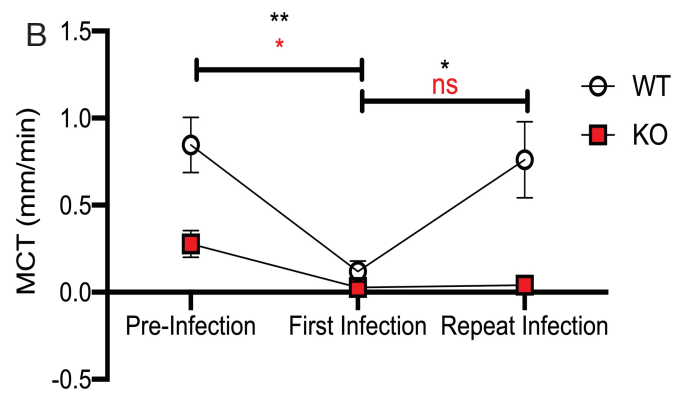 B
1.5
1.0
0.5
0.0
-0.5
MCT (mm/min)
**
*
*
ns
WT
KO
Pre-Infection First Infection Repeat Infection